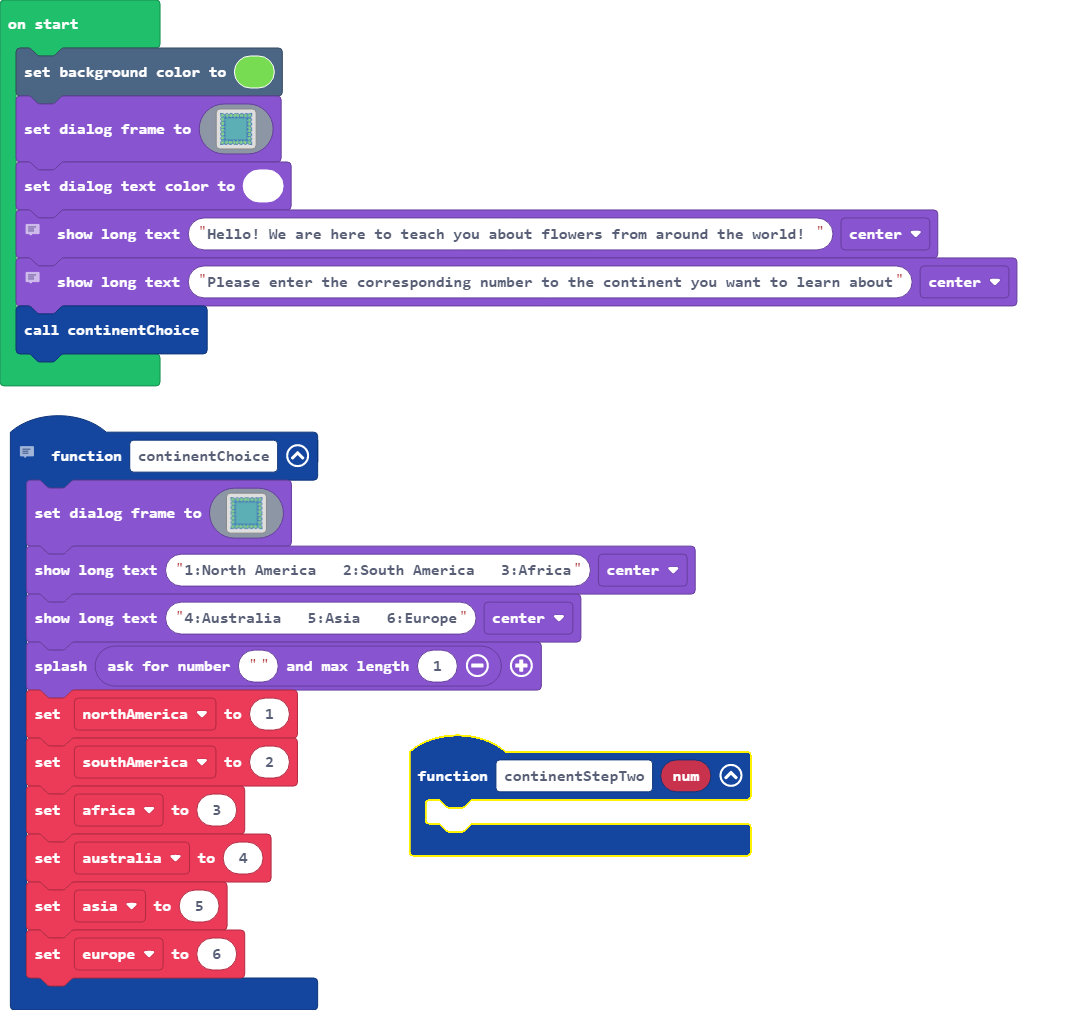 on start
set background color to
set dialog frame to
set dialog text color to
show long text "Hello! We are here to teach you about flowers from around the world! " center
show long text "Please enter the corresponding number to the continent you want to learn about" center
call continentChoice
function continentChoice
set dialog frame to
show long text "1:North America   2:South America   3:Africa" center
show long text "4:Australia   5:Asia   6:Europe" center
splash ask for number "" and max length 1
set northAmerica to 1
set southAmerica to 2
set africa to 3
set australia to 4
set asia to 5
set europe to 6
function continentStepTwo num